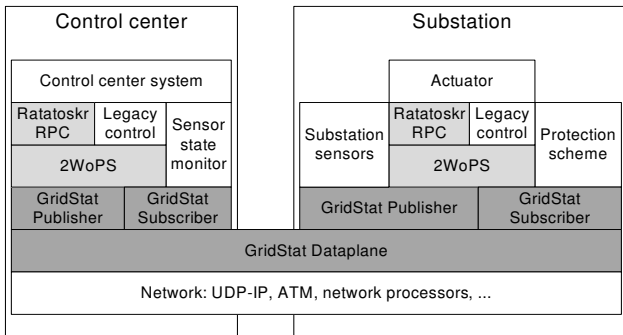 Control center
Substation
Control center system
Ratatoskr
RPC
Legacy
control
Sensor
state
monitor
2WoPS
GridStat
Publisher
GridStat
Subscriber
Actuator
Substation
sensors
Ratatoskr
RPC
Legacy
control
Protection
scheme
2WoPS
GridStat Publisher
GridStat
Subscriber
GridStat Dataplane
Network: UDP-IP, ATM, network processors, ...